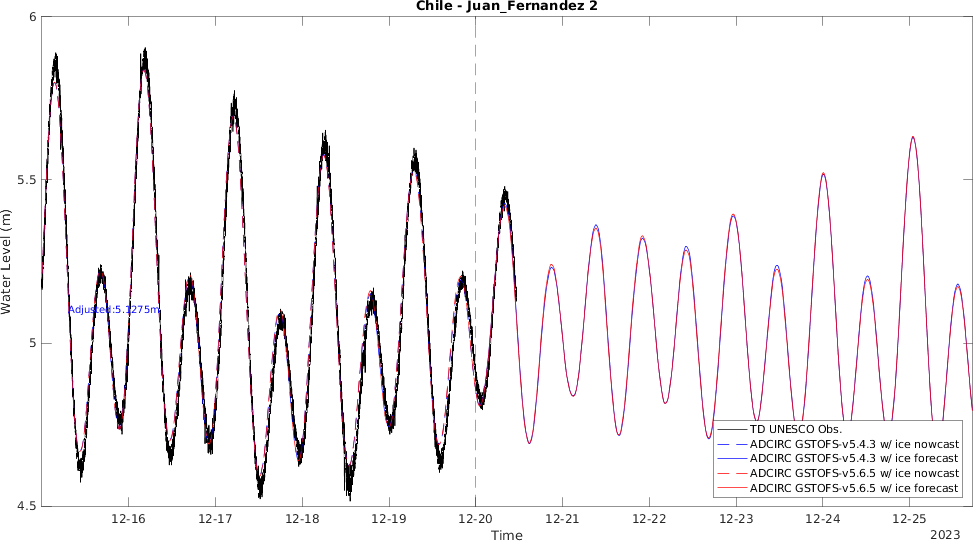 Chile - Juan_Fernandez 2
6
5.5
5
4.5
Water Level (m)
Adjusted:5.1275m
TD UNESCO Obs.
ADCIRC GSTOFS-v5.4.3 w/ ice nowcast
ADCIRC GSTOFS-v5.4.3 w/ ice forecast
ADCIRC GSTOFS-v5.6.5 w/ ice nowcast
ADCIRC GSTOFS-v5.6.5 w/ ice forecast
12-16 12-17 12-18 12-19 12-20 12-21 12-22 12-23 12-24 12-25
Time
2023